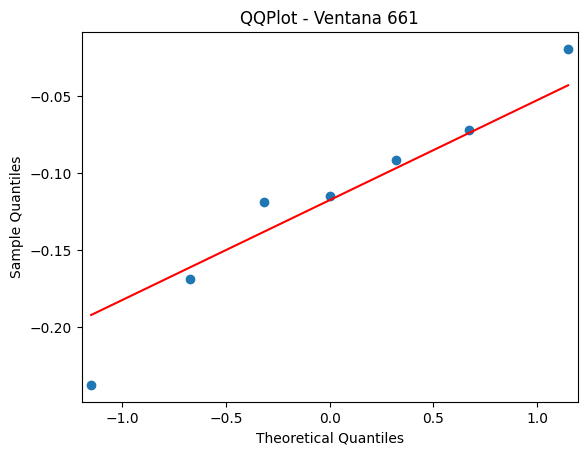 QQPlot - Ventana 661
Sample Quantiles
−0.05
−0.10
−0.15
−0.20
−1.0 −0.5 0.0 0.5 1.0
Theoretical Quantiles